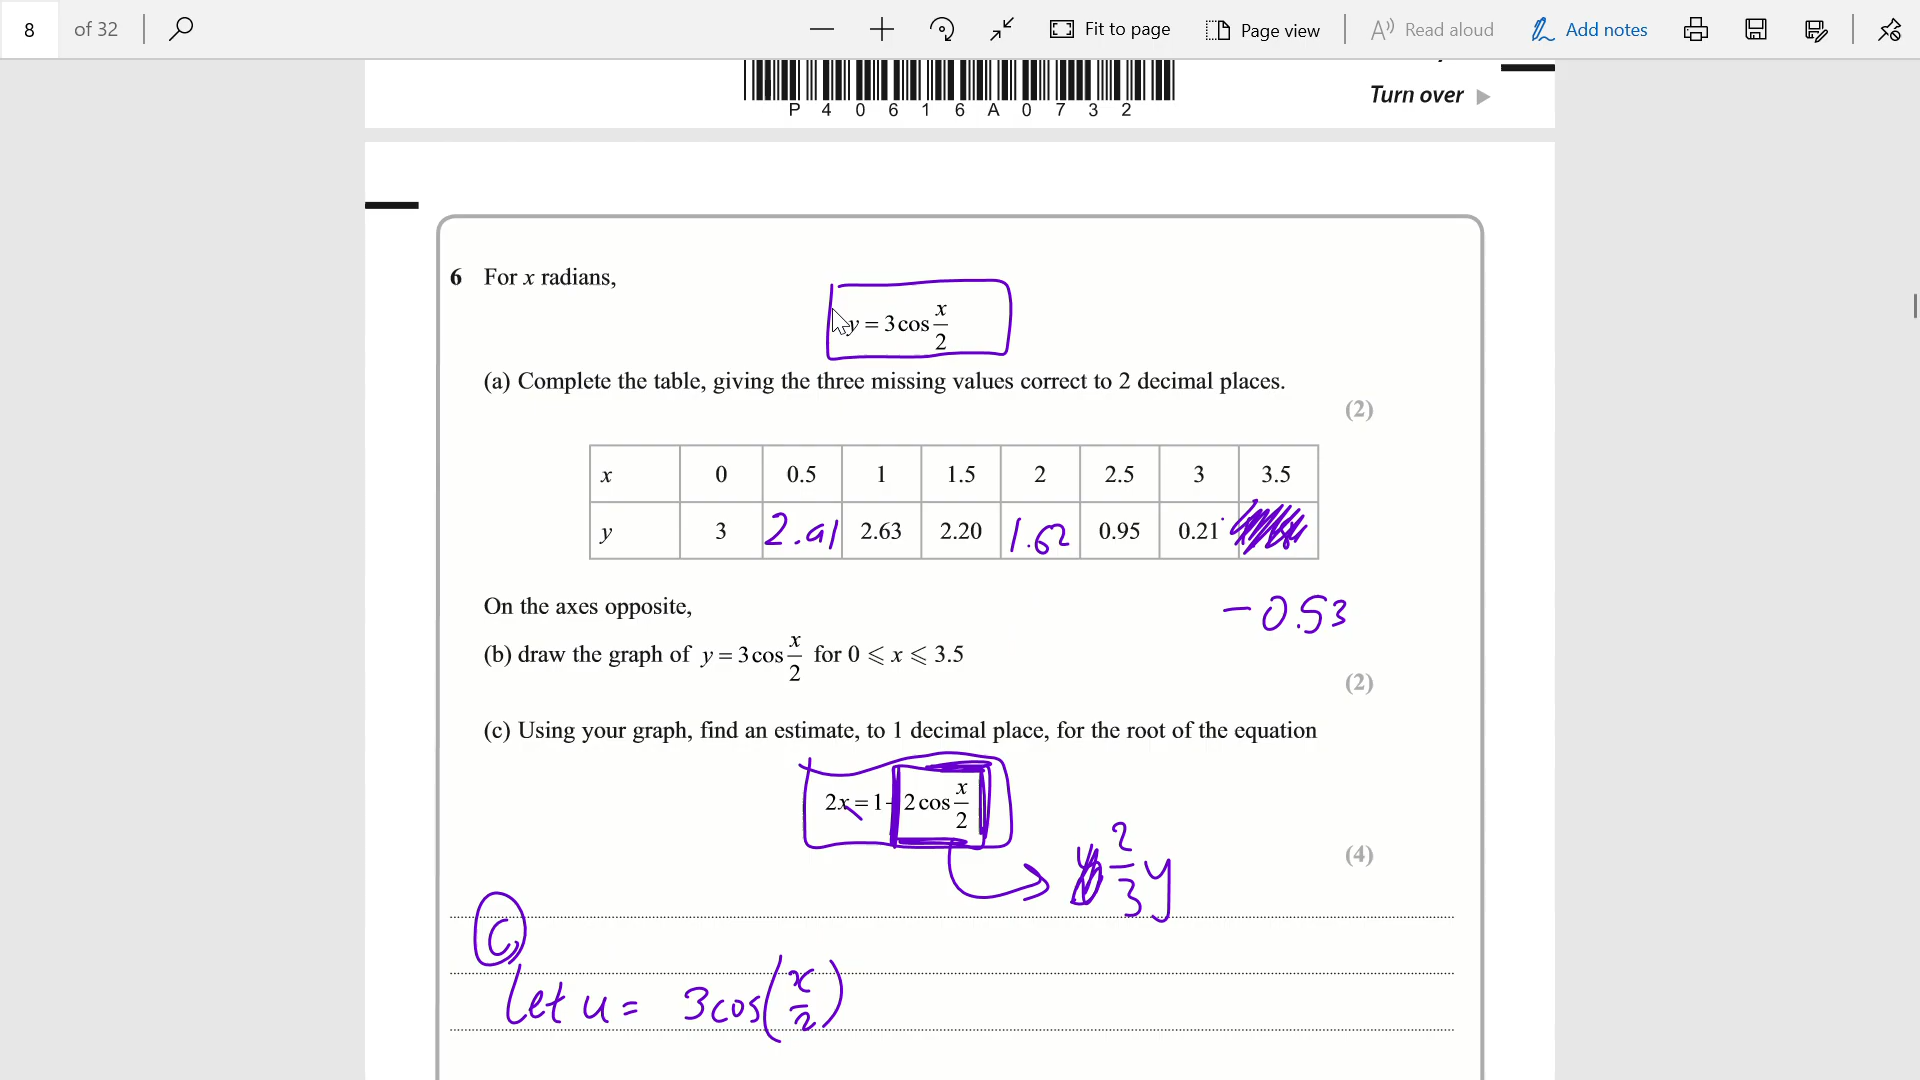 8 of 32 Fit to page Page view Read aloud Add notes
P 4 0 6 1 6 A 0 7 3 2
Turn over
6 For x radians,
y = 3 cos x/2
(a) Complete the table, giving the three missing values correct to 2 decimal places.
(2)
x 0 0.5 1 1.5 2 2.5 3 3.5
y 3 2.91 2.63 2.20 1.62 0.95 0.21
-0.53
On the axes opposite,
(b) draw the graph of y = 3 cos x/2 for 0 ⩽ x ⩽ 3.5
(2)
(c) Using your graph, find an estimate, to 1 decimal place, for the root of the equation
2x = 1 - 2 cos x/2
(4)
2/3 y
C,
Let u = 3cos(x/2)